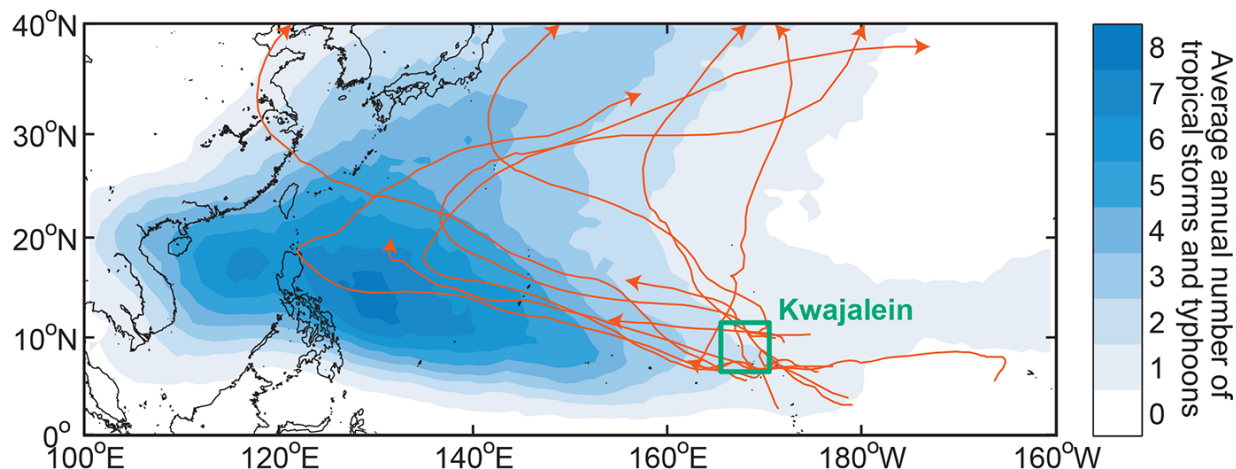 40°N
30°N
20°N
10°N
0°
100°E
120°E
140°E
160°E
180°W
160°W
Kwajalein
8
7
6
5
4
3
2
1
0
Average annual number of
tropical storms and typhoons